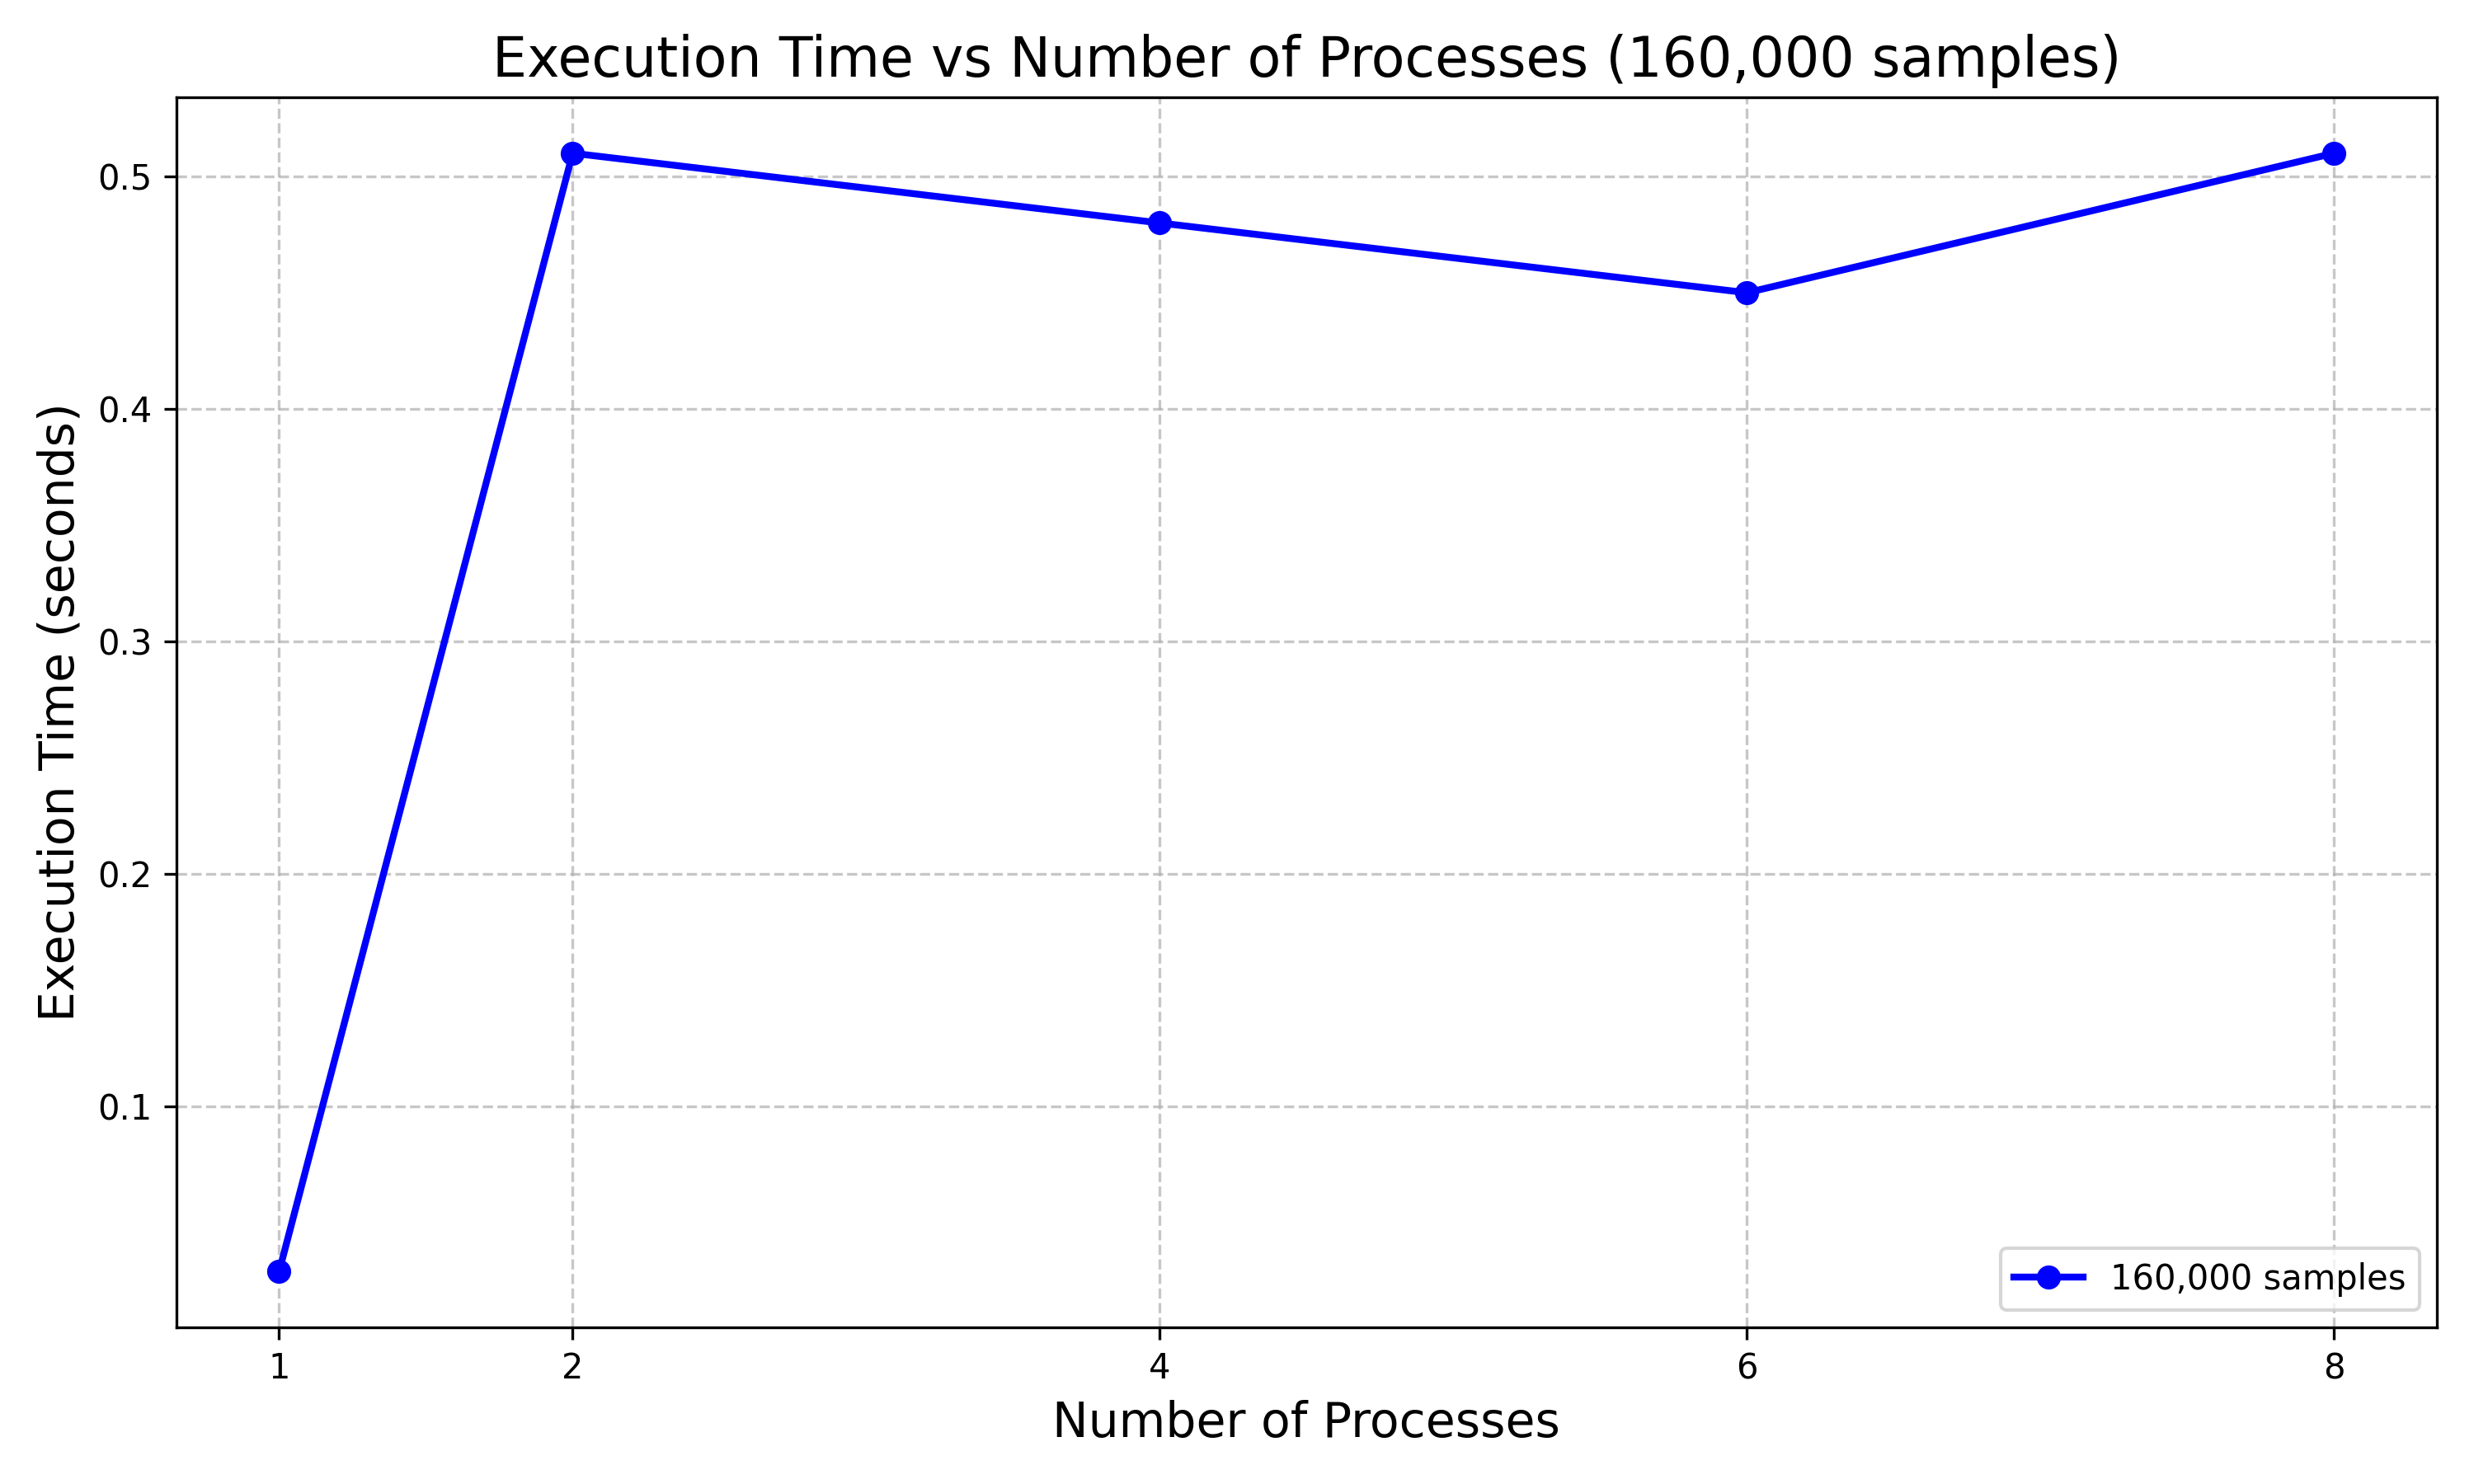 Execution Time vs Number of Processes (160,000 samples)
Execution Time (seconds)
0.5
0.4
0.3
0.2
0.1
1 2 4 6 8
Number of Processes
160,000 samples